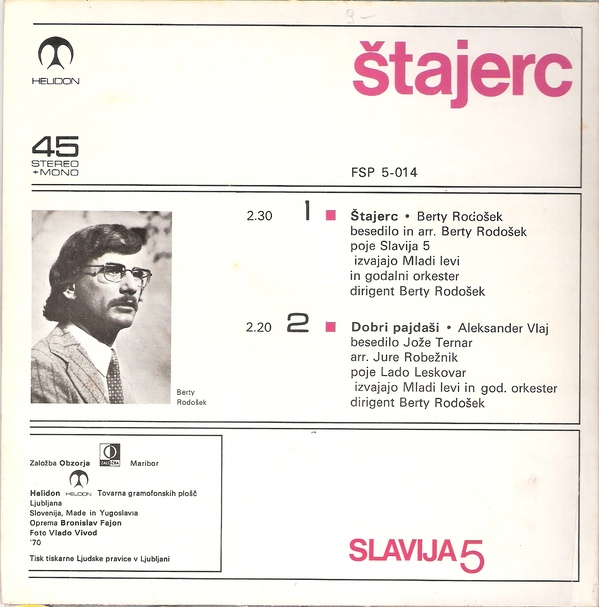 9-
HELIDON
štajerc
45
STEREO
+MONO
FSP 5-014
2.30 1 Štajerc • Berty Rodošek
besedilo in arr. Berty Rodošek
poje Slavija 5
izvajajo Mladi levi
in godalni orkester
dirigent Berty Rodošek
2.20 2 Dobri pajdaši • Aleksander Vlaj
besedilo Jože Ternar
arr. Jure Robežnik
poje Lado Leskovar
izvajajo Mladi levi in god. orkester
dirigent Berty Rodošek
Berty
Rodošek
Založba Obzorja Maribor
Helidon HELIDON Tovarna gramofonskih plošč
Ljubljana
Slovenija, Made in Yugoslavia
Oprema Bronislav Fajon
Foto Vlado Vivod
'70
Tisk tiskarne Ljudske pravice v Ljubljani
SLAVIJA 5